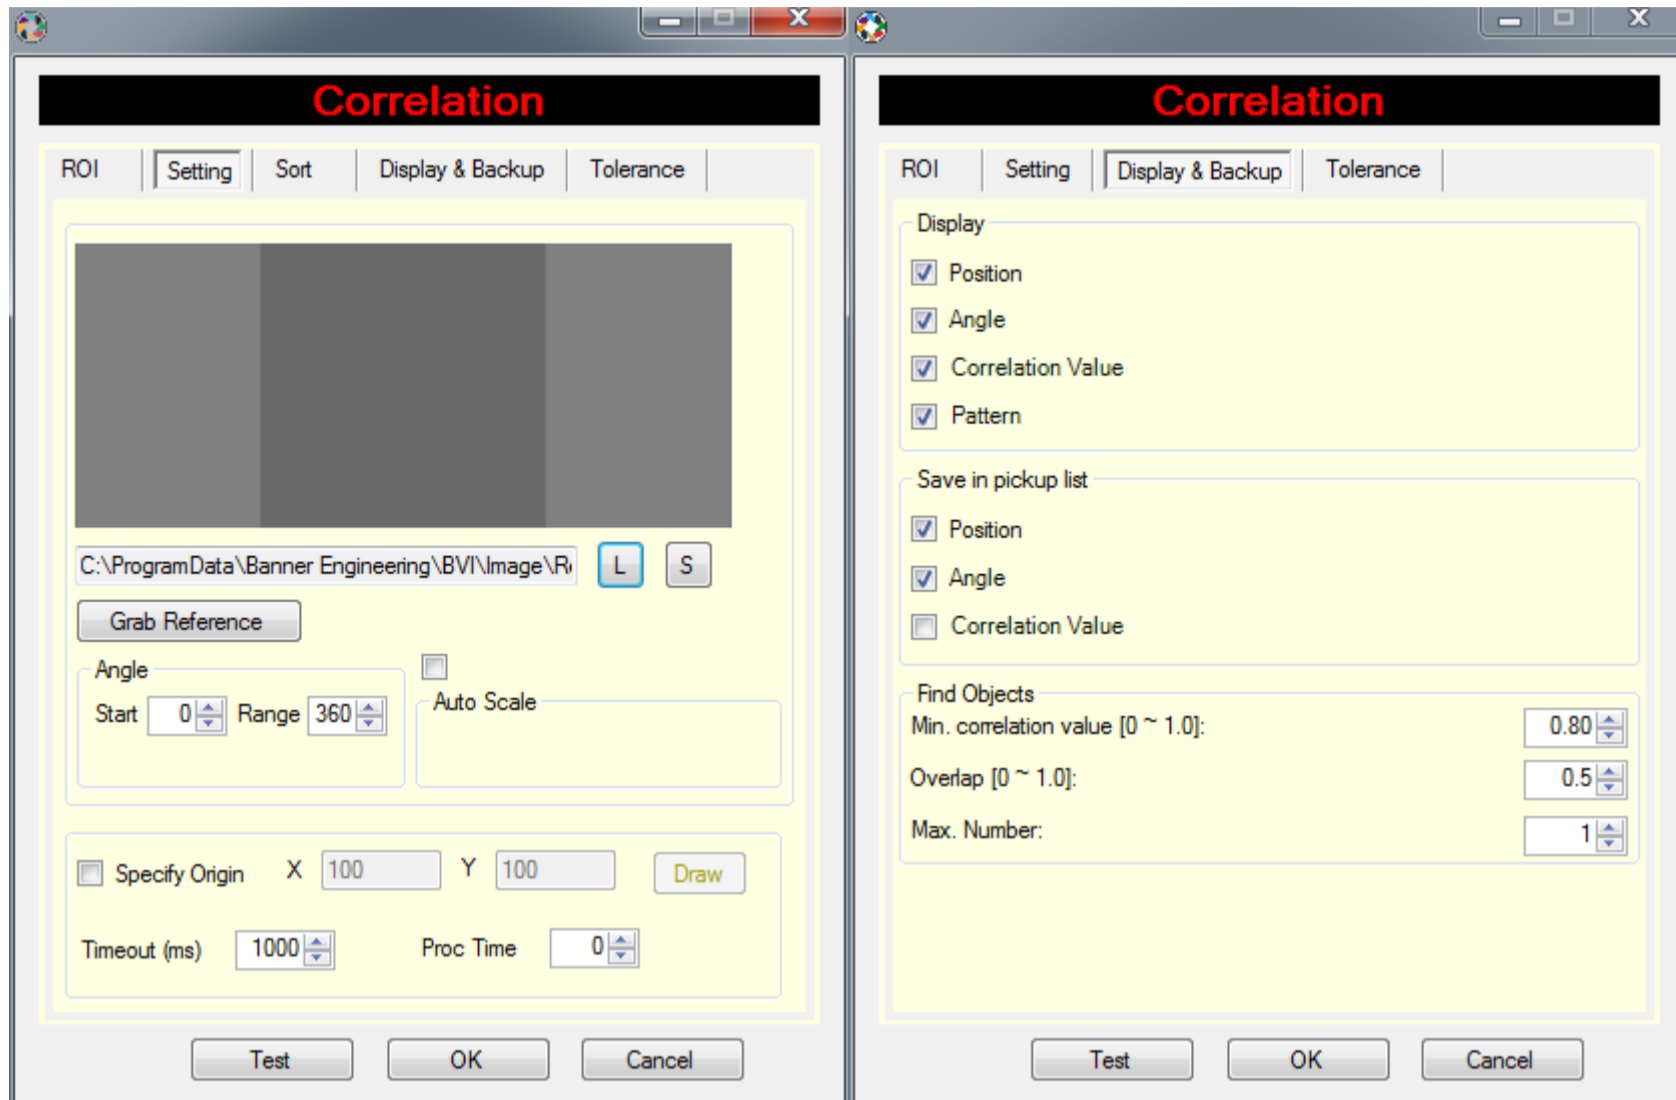 Correlation
ROI Setting Sort Display & Backup Tolerance
C:\ProgramData\Banner Engineering\BVI\Image\R L S
Grab Reference
Angle
Start 0 Range 360
Auto Scale
Specify Origin X 100 Y 100 Draw
Timeout (ms) 1000 Proc Time 0
Test OK Cancel
Correlation
ROI Setting Display & Backup Tolerance
Display
Position
Angle
Correlation Value
Pattern
Save in pickup list
Position
Angle
Correlation Value
Find Objects
Min. correlation value [0 ~ 1.0]: 0.80
Overlap [0 ~ 1.0]: 0.5
Max. Number: 1
Test OK Cancel